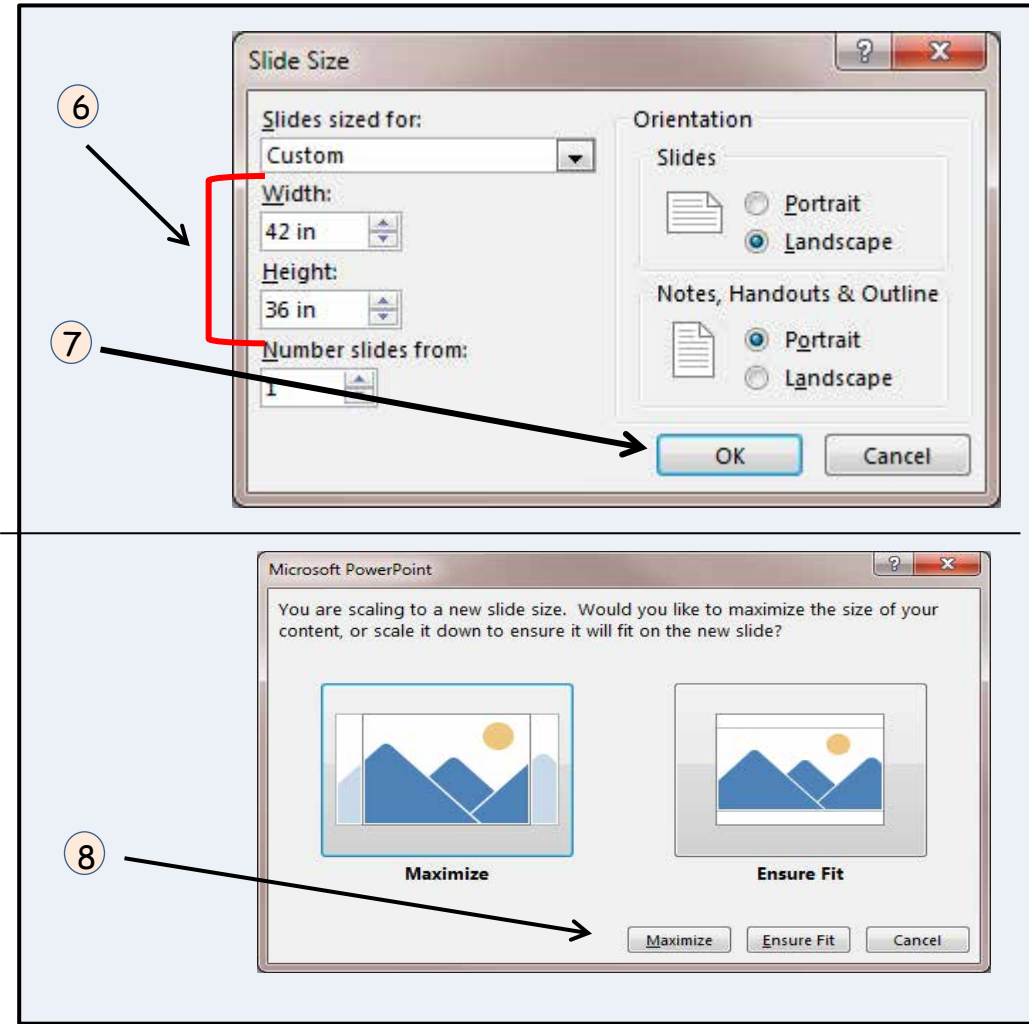 Slide Size
?
X
6
Slides sized for:
Custom
Width:
42 in
Height:
36 in
7
Number slides from:
1
Orientation
Slides
Portrait
Landscape
Notes, Handouts & Outline
Portrait
Landscape
OK
Cancel
Microsoft PowerPoint
?
X
You are scaling to a new slide size. Would you like to maximize the size of your
content, or scale it down to ensure it will fit on the new slide?
8
Maximize
Ensure Fit
Maximize
Ensure Fit
Cancel